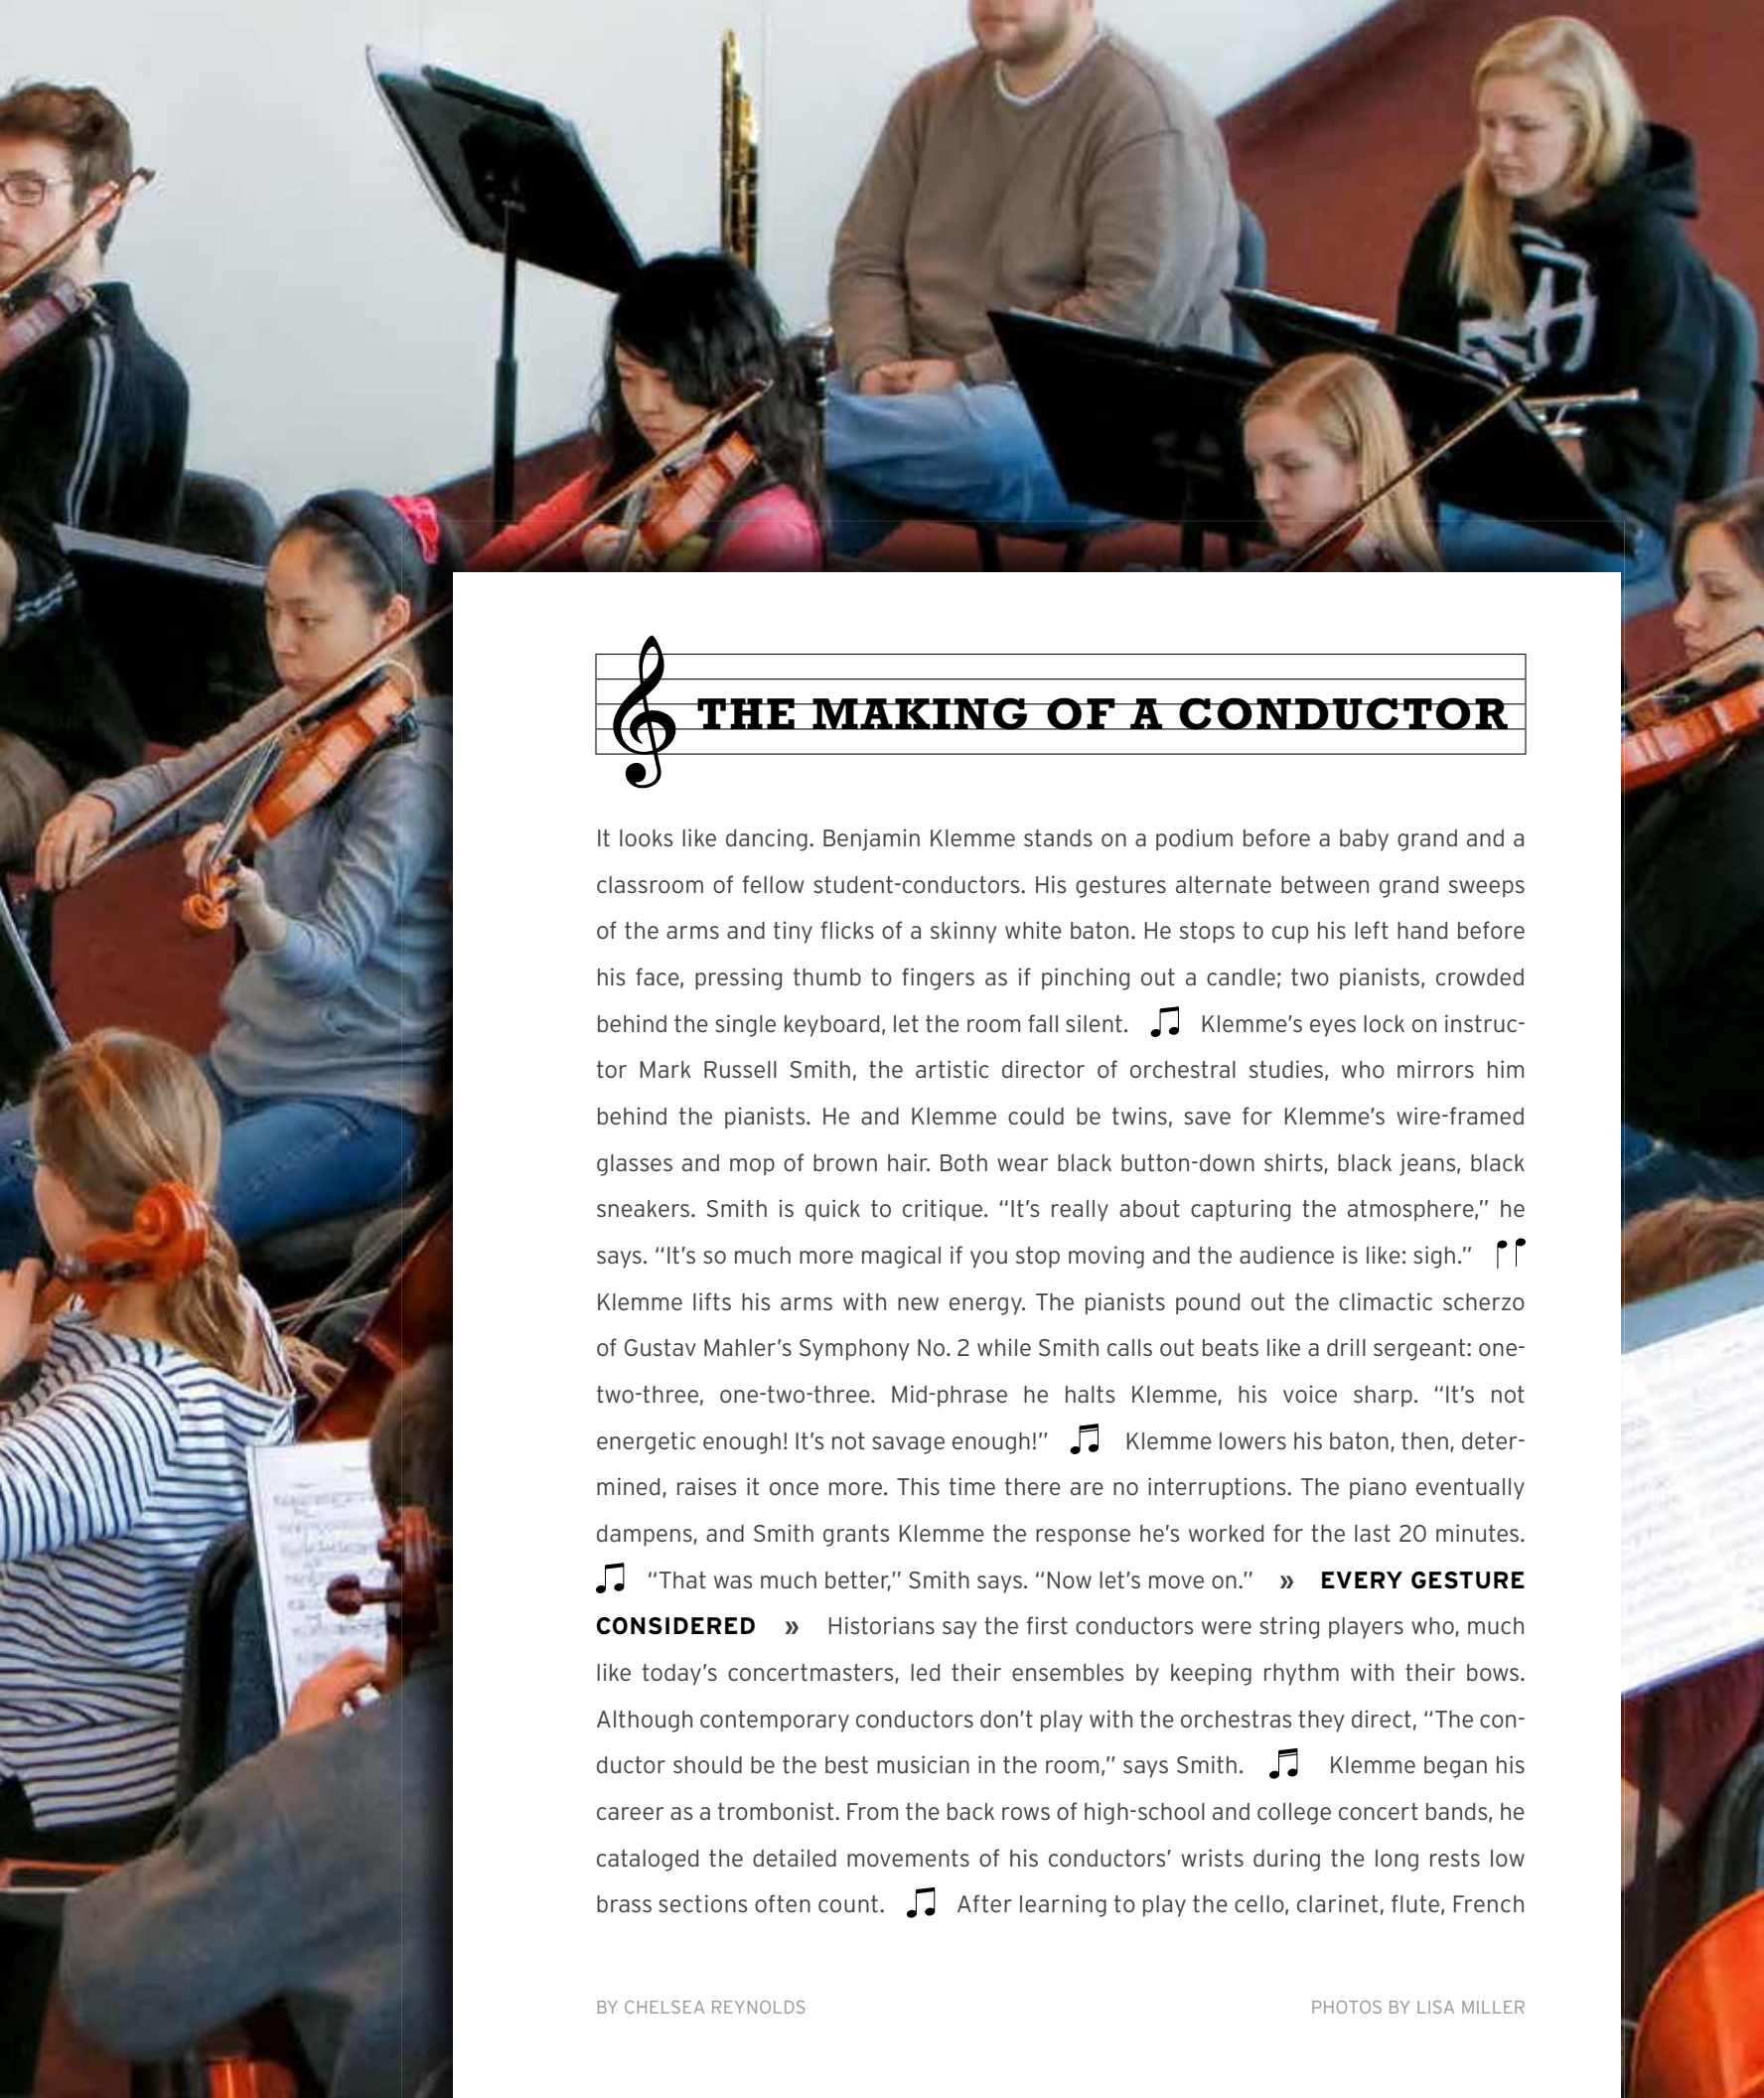 THE MAKING OF A CONDUCTOR
It looks like dancing. Benjamin Klemme stands on a podium before a baby grand and a
classroom of fellow student-conductors. His gestures alternate between grand sweeps
of the arms and tiny flicks of a skinny white baton. He stops to cup his left hand before
his face, pressing thumb to fingers as if pinching out a candle; two pianists, crowded
behind the single keyboard, let the room fall silent. ♫ Klemme’s eyes lock on instruc-
tor Mark Russell Smith, the artistic director of orchestral studies, who mirrors him
behind the pianists. He and Klemme could be twins, save for Klemme’s wire-framed
glasses and mop of brown hair. Both wear black button-down shirts, black jeans, black
sneakers. Smith is quick to critique. “It’s really about capturing the atmosphere,” he
says. “It’s so much more magical if you stop moving and the audience is like: sigh.”
Klemme lifts his arms with new energy. The pianists pound out the climactic scherzo
of Gustav Mahler’s Symphony No. 2 while Smith calls out beats like a drill sergeant: one-
two-three, one-two-three. Mid-phrase he halts Klemme, his voice sharp. “It’s not
energetic enough! It’s not savage enough!” ♫ Klemme lowers his baton, then, deter-
mined, raises it once more. This time there are no interruptions. The piano eventually
dampens, and Smith grants Klemme the response he’s worked for the last 20 minutes.
♫ “That was much better,” Smith says. “Now let’s move on.” » EVERY GESTURE
CONSIDERED » Historians say the first conductors were string players who, much
like today’s concertmasters, led their ensembles by keeping rhythm with their bows.
Although contemporary conductors don’t play with the orchestras they direct, “The con-
ductor should be the best musician in the room,” says Smith. ♫ Klemme began his
career as a trombonist. From the back rows of high-school and college concert bands, he
cataloged the detailed movements of his conductors’ wrists during the long rests low
brass sections often count. ♫ After learning to play the cello, clarinet, flute, French
BY CHELSEA REYNOLDS
PHOTOS BY LISA MILLER